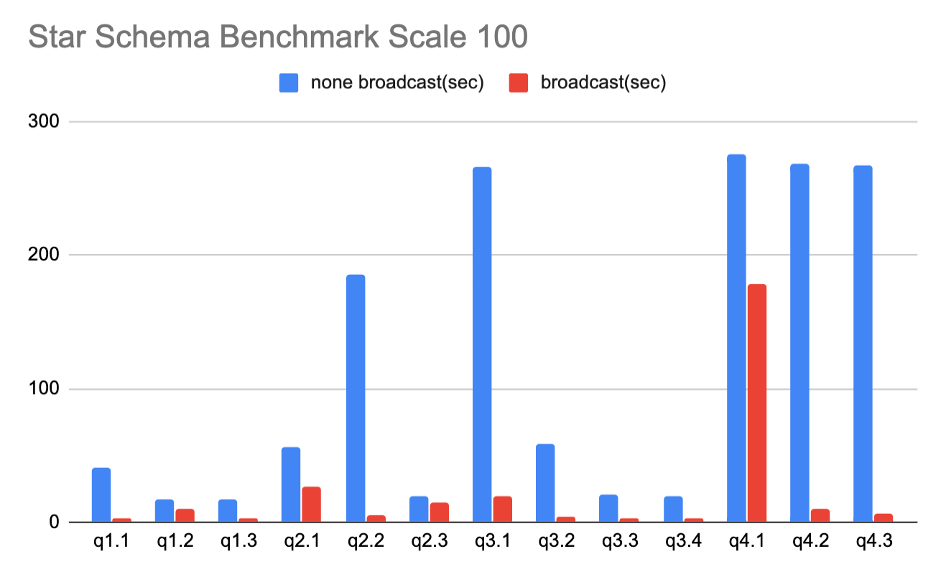 Star Schema Benchmark Scale 100
none broadcast(sec) broadcast(sec)
300
200
100
0
q1.1 q1.2 q1.3 q2.1 q2.2 q2.3 q3.1 q3.2 q3.3 q3.4 q4.1 q4.2 q4.3